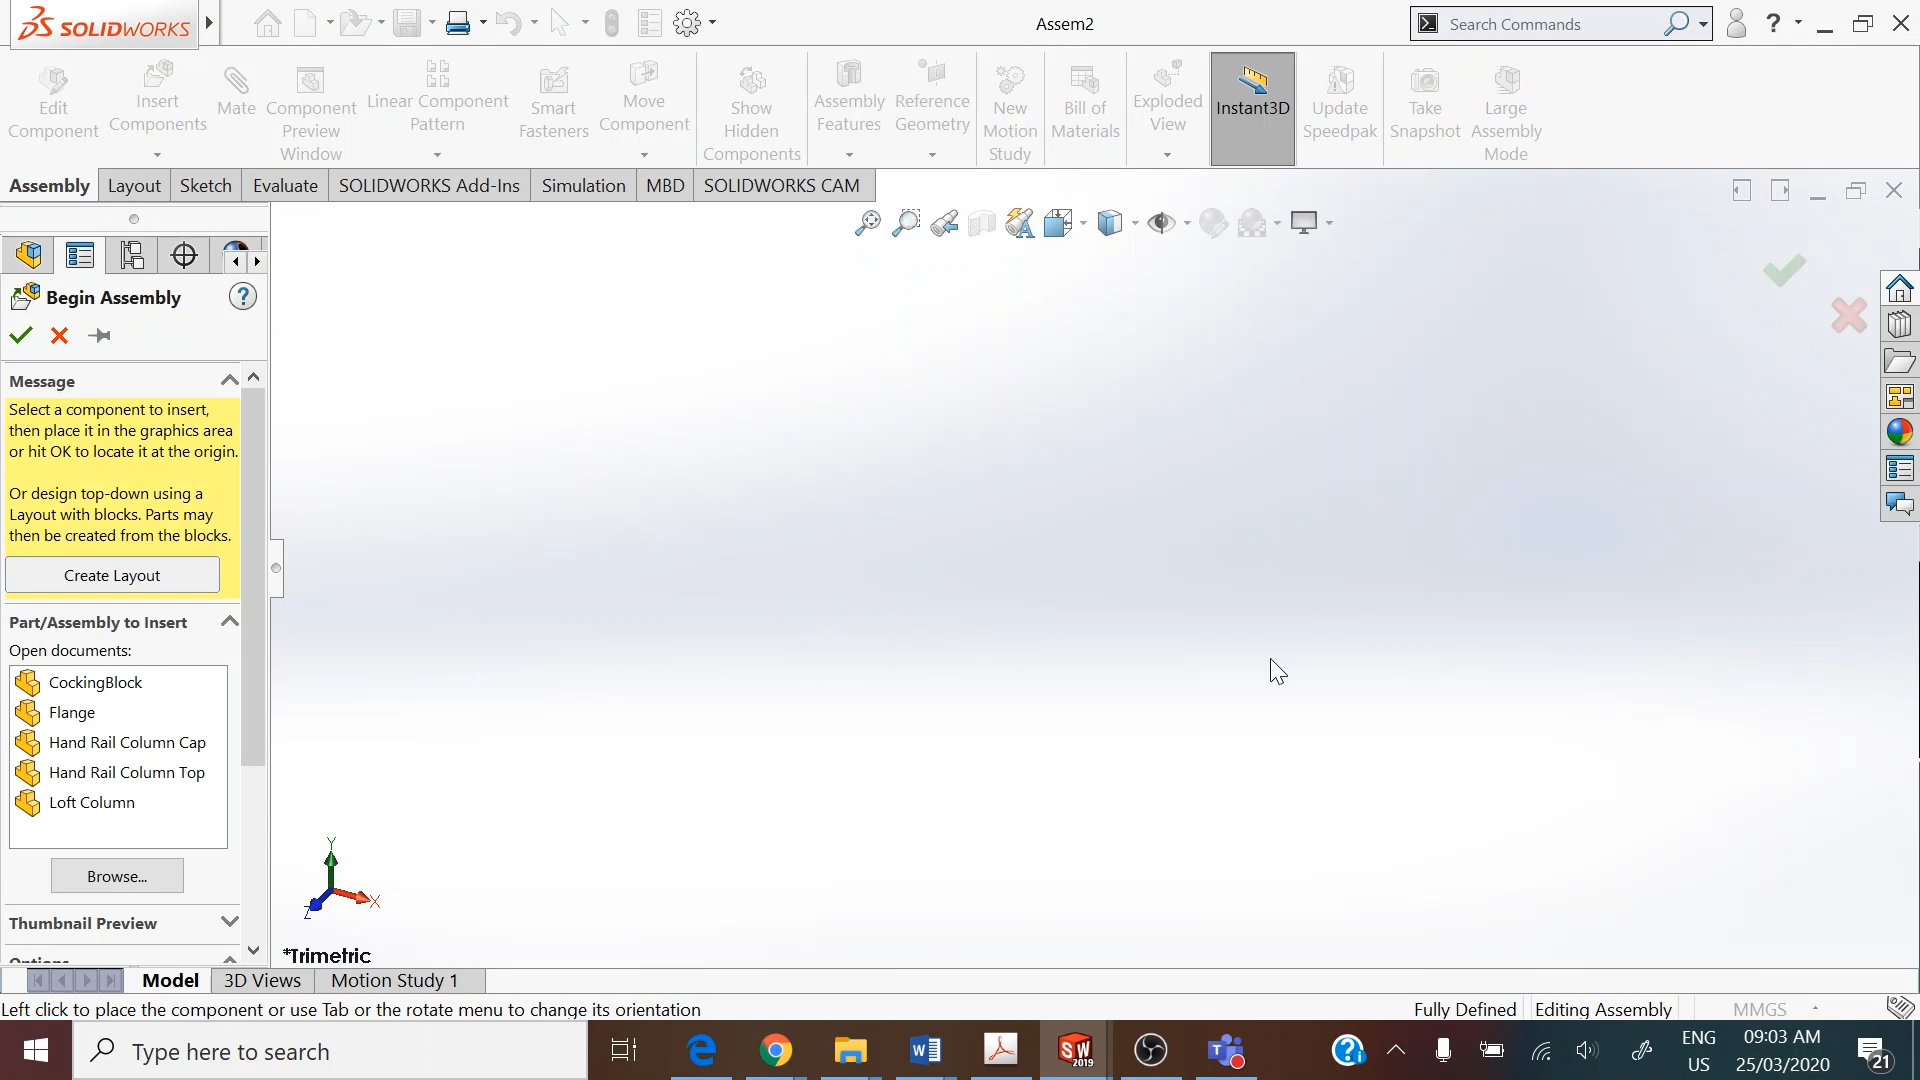 SOLIDWORKS
Assem2
Search Commands
?
Edit
Component
Insert
Components
Mate
Component
Preview
Window
Linear Component
Pattern
Smart
Fasteners
Move
Component
Show
Hidden
Components
Assembly
Features
Reference
Geometry
New
Motion
Study
Bill of
Materials
Exploded
View
Instant3D
Update
Speedpak
Take
Snapshot
Large
Assembly
Mode
Assembly
Layout
Sketch
Evaluate
SOLIDWORKS Add-Ins
Simulation
MBD
SOLIDWORKS CAM
Begin Assembly
?
Message
Select a component to insert,
then place it in the graphics area
or hit OK to locate it at the origin.
Or design top-down using a
Layout with blocks. Parts may
then be created from the blocks.
Create Layout
Part/Assembly to Insert
Open documents:
CockingBlock
Flange
Hand Rail Column Cap
Hand Rail Column Top
Loft Column
Browse...
Thumbnail Preview
Options
Y
X
Z
*Trimetric
Model
3D Views
Motion Study 1
Left click to place the component or use Tab or the rotate menu to change its orientation
Fully Defined
Editing Assembly
MMGS
Type here to search
SW
2019
ENG
US
09:03 AM
25/03/2020
21